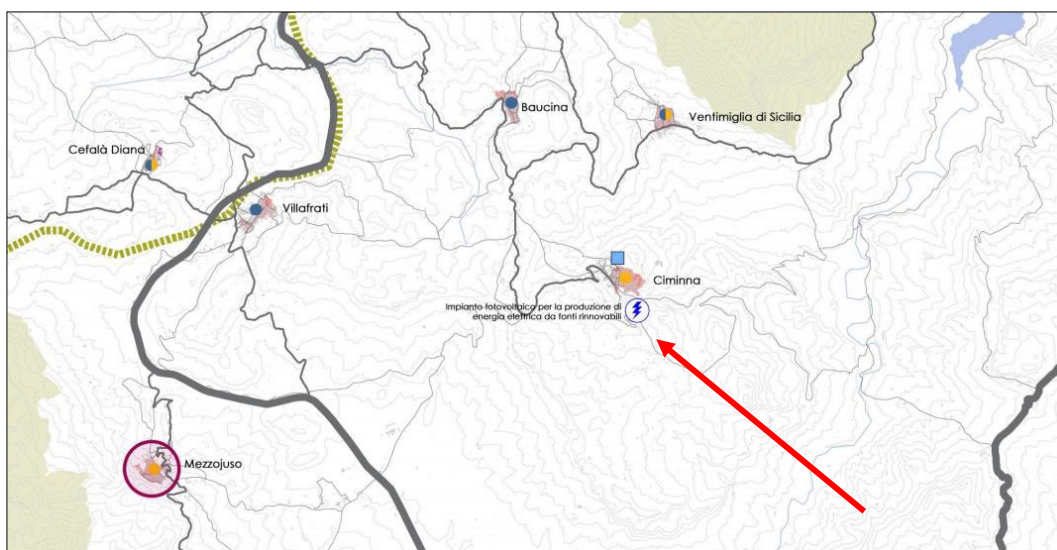 Baucina
Ventimiglia di Sicilia
Cefalà Diana
Villafrati
Ciminna
Impianto fotovoltaico per la produzione di
energia elettrica da fonti rinnovabili
Mezzojuso